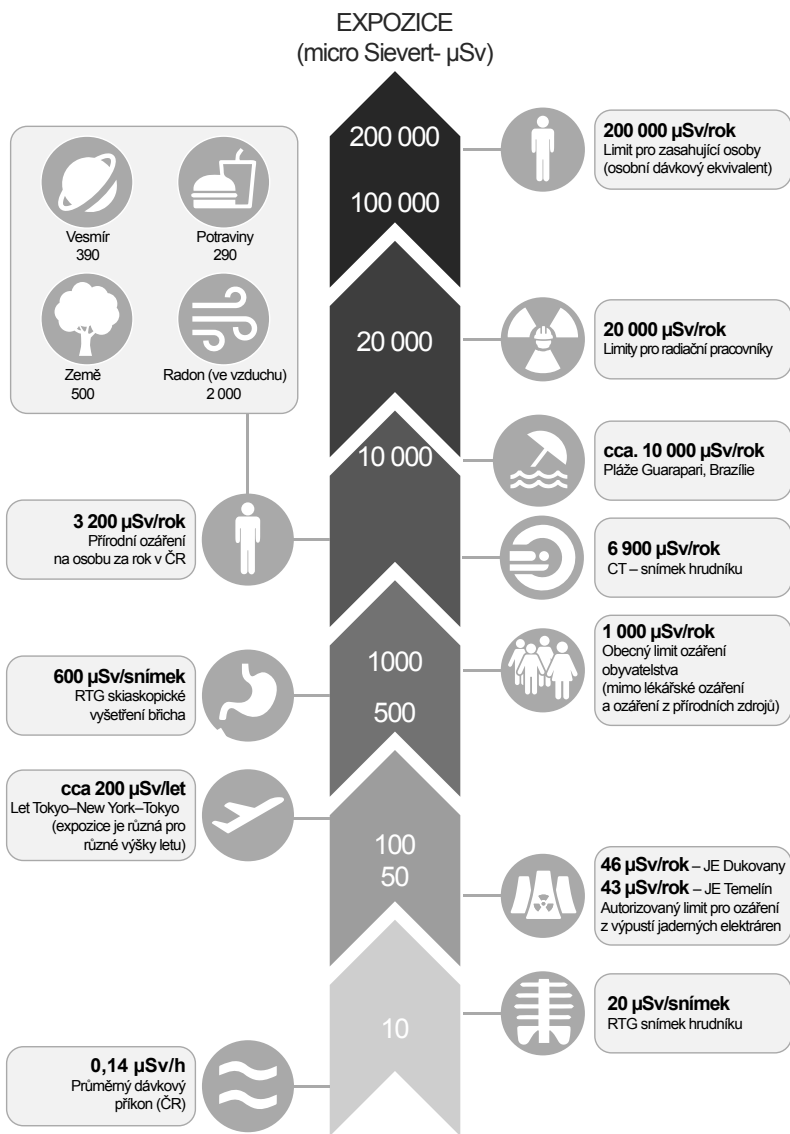 EXPOZICE
(micro Sievert- µSv)
200 000
100 000
20 000
10 000
1000
500
100
50
10
Vesmír
390
Potraviny
290
Země
500
Radon (ve vzduchu)
2 000
3 200 µSv/rok
Přírodní ozáření
na osobu za rok v ČR
600 µSv/snímek
RTG skiaskopické
vyšetření břicha
cca 200 µSv/let
Let Tokyo–New York–Tokyo
(expozice je různá pro
různé výšky letu)
0,14 µSv/h
Průměrný dávkový
příkon (ČR)
200 000 µSv/rok
Limit pro zasahující osoby
(osobní dávkový ekvivalent)
20 000 µSv/rok
Limity pro radiační pracovníky
cca. 10 000 µSv/rok
Pláže Guarapari, Brazílie
6 900 µSv/rok
CT – snímek hrudníku
1 000 µSv/rok
Obecný limit ozáření
obyvatelstva
(mimo lékářské ozáření
a ozáření z přírodních zdrojů)
46 µSv/rok – JE Dukovany
43 µSv/rok – JE Temelín
Autorizovaný limit pro ozáření
z výpustí jaderných elektráren
20 µSv/snímek
RTG snímek hrudníku